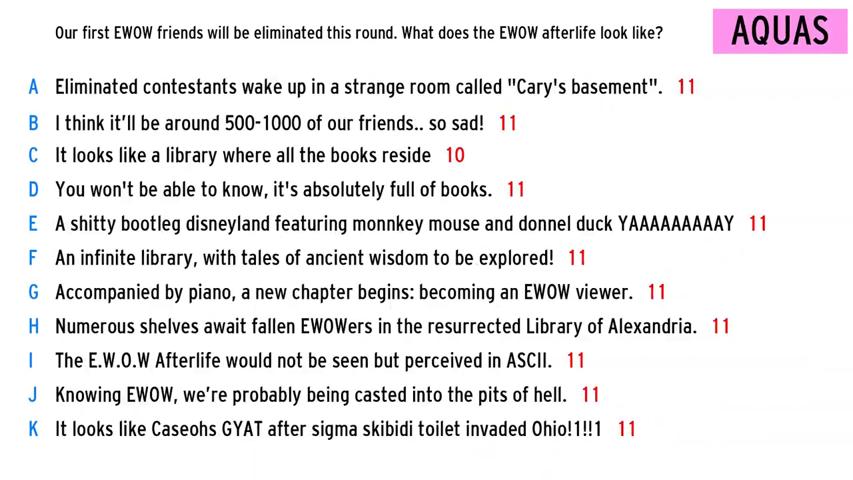 Our first EWOW friends will be eliminated this round. What does the EWOW afterlife look like?
AQUAS
A Eliminated contestants wake up in a strange room called "Cary's basement". 11
B I think it’ll be around 500-1000 of our friends.. so sad! 11
C It looks like a library where all the books reside 10
D You won't be able to know, it's absolutely full of books. 11
E A shitty bootleg disneyland featuring monnkey mouse and donnel duck YAAAAAAAAAY 11
F An infinite library, with tales of ancient wisdom to be explored! 11
G Accompanied by piano, a new chapter begins: becoming an EWOW viewer. 11
H Numerous shelves await fallen EWOWers in the resurrected Library of Alexandria. 11
I The E.W.O.W Afterlife would not be seen but perceived in ASCII. 11
J Knowing EWOW, we’re probably being casted into the pits of hell. 11
K It looks like Caseohs GYAT after sigma skibidi toilet invaded Ohio!1!!1 11